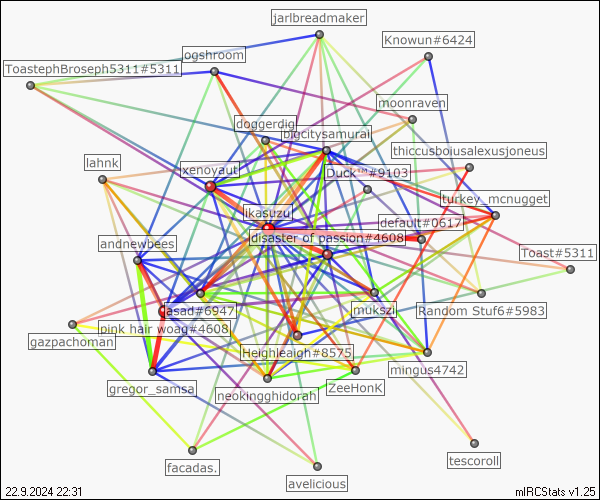 jarlbreadmaker
Knowun#6424
ogshroom
ToastephBroseph5311#5311
moonraven
doggerdig
bigcitysamurai
thiccusboiusalexusjoneus
lahnk
xenoyaut
Duck™#9103
turkey_mcnugget
ikasuzu
default#0617
andnewbees
disaster of passion#4608
Toast#5311
asad#6947
mukszi
Random Stuf6#5983
pink hair woag#4608
gazpachoman
Heighleigh#8575
mingus4742
gregor_samsa
neokingghidorah
ZeeHonK
facadas.
tescoroll
avelicious
22.9.2024 22:31
mIRCStats v1.25